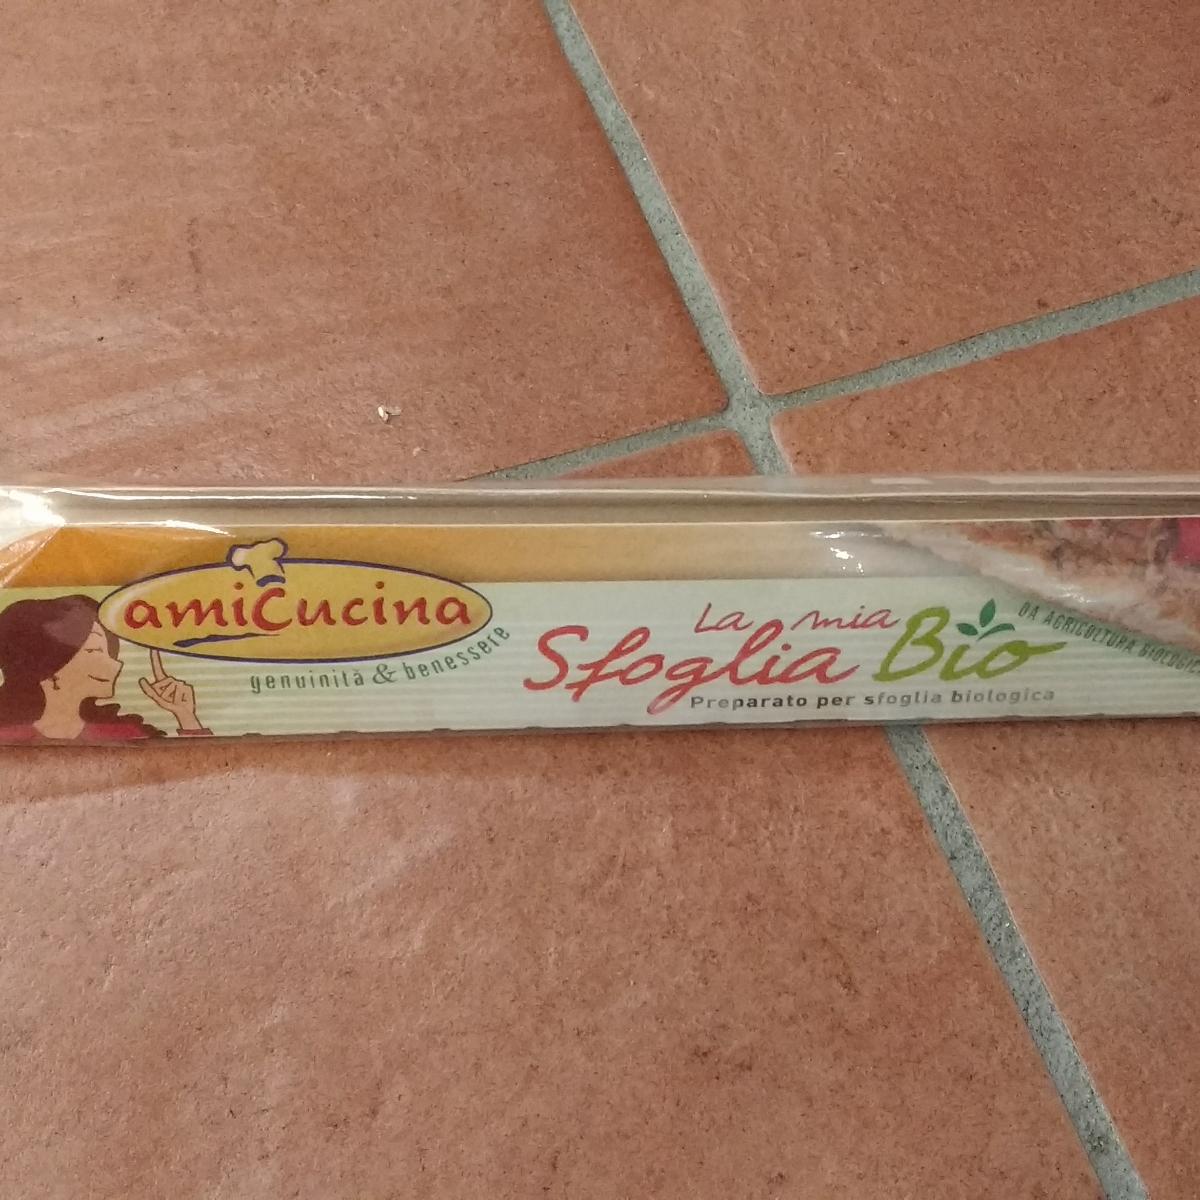 amiCucina
genuinità & benessere
La mia
Sfoglia Bio
Preparato per sfoglia biologica
DA AGRICOLTURA BIOLOGICA